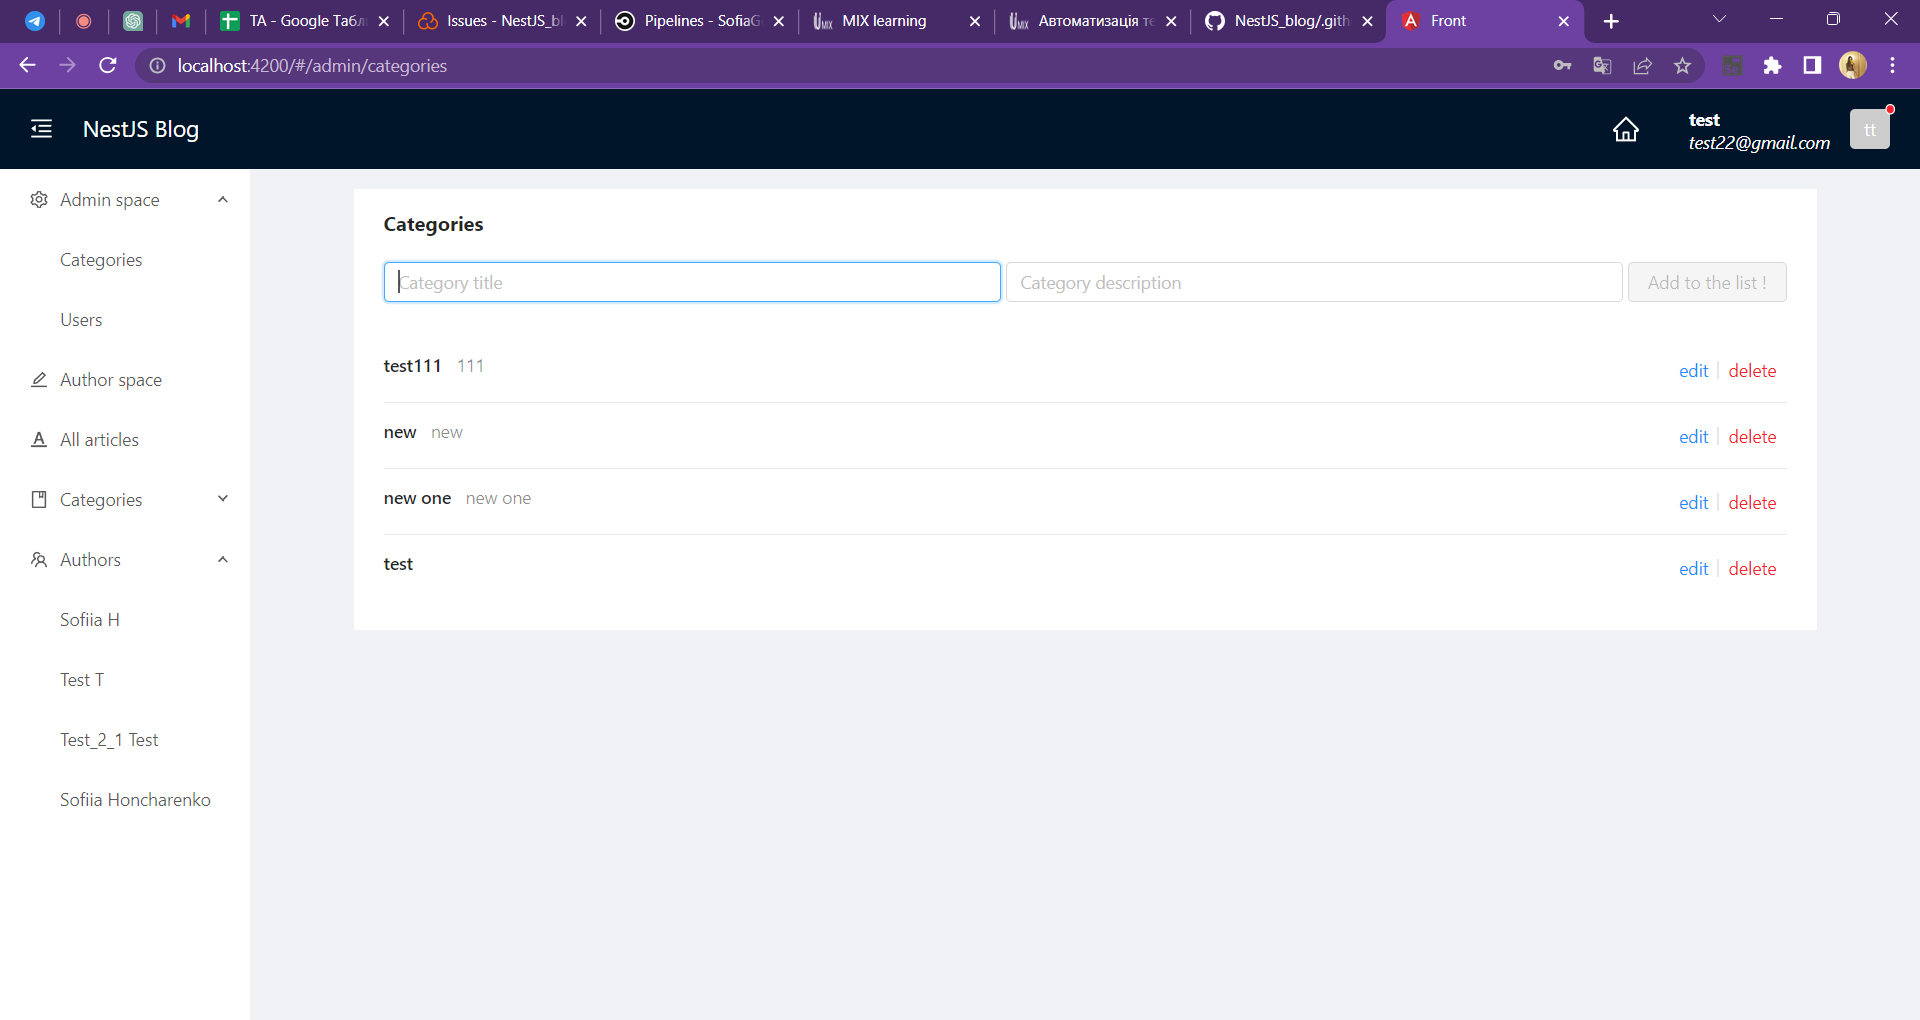 TA - Google Табл
Issues - NestJS_bl
Pipelines - SofiaG
MIX learning
Автоматизація те
NestJS_blog/.gith
Front
localhost:4200/#/admin/categories
NestJS Blog
test
test22@gmail.com
tt
Admin space
Categories
Users
Author space
All articles
Categories
Authors
Sofiia H
Test T
Test_2_1 Test
Sofiia Honcharenko
Categories
Category title
Category description
Add to the list !
test111 111
edit delete
new new
edit delete
new one new one
edit delete
test
edit delete